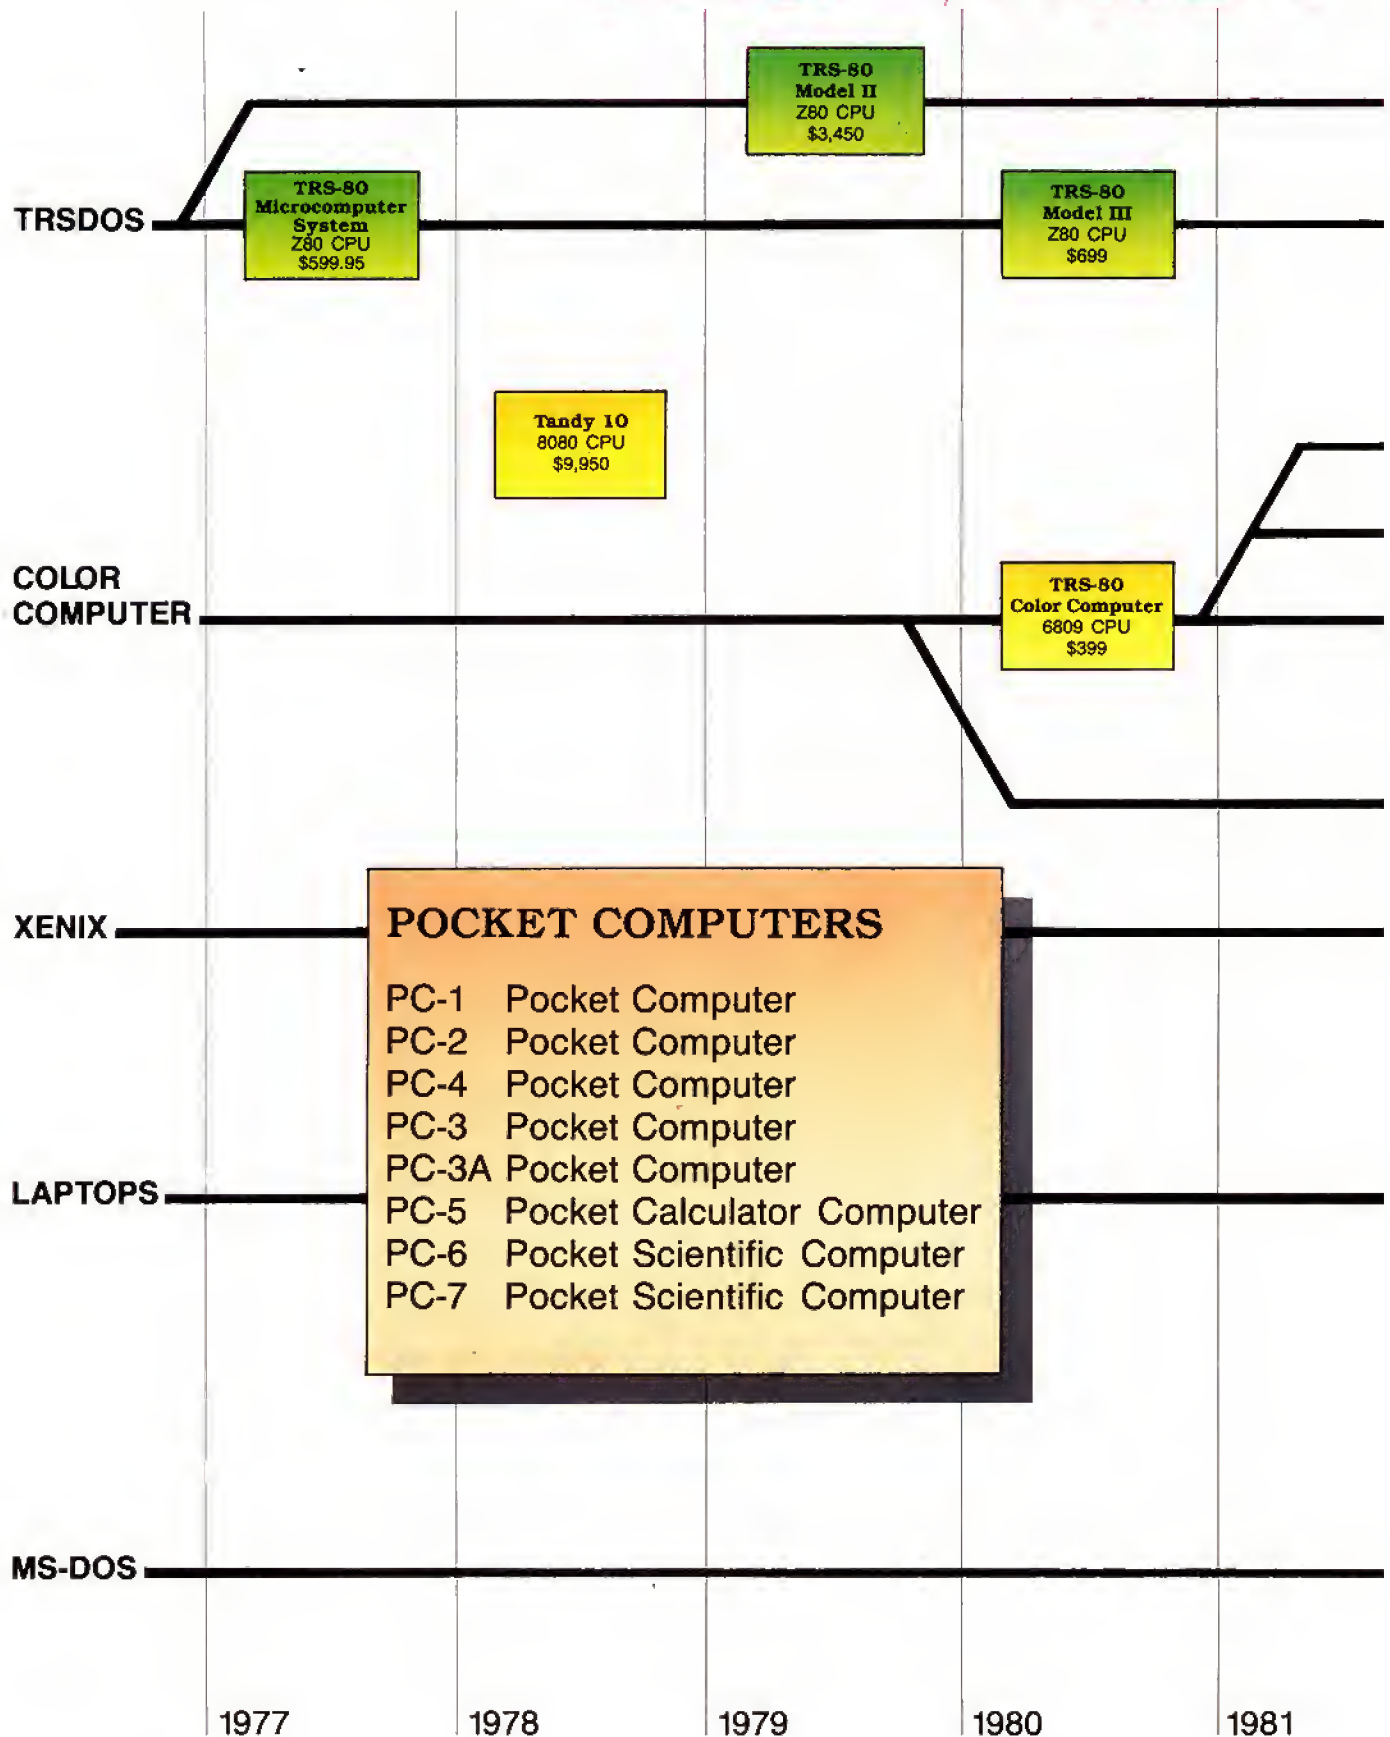 TRS-80
Model II
Z80 CPU
$3,450
TRSDOS
TRS-80
Microcomputer
System
Z80 CPU
$599.95
TRS-80
Model III
Z80 CPU
$699
Tandy 10
8080 CPU
$9,950
COLOR
COMPUTER
TRS-80
Color Computer
6809 CPU
$399
XENIX
POCKET COMPUTERS
PC-1 Pocket Computer
PC-2 Pocket Computer
PC-4 Pocket Computer
PC-3 Pocket Computer
PC-3A Pocket Computer
LAPTOPS
PC-5 Pocket Calculator Computer
PC-6 Pocket Scientific Computer
PC-7 Pocket Scientific Computer
MS-DOS
1977 1978 1979 1980 1981